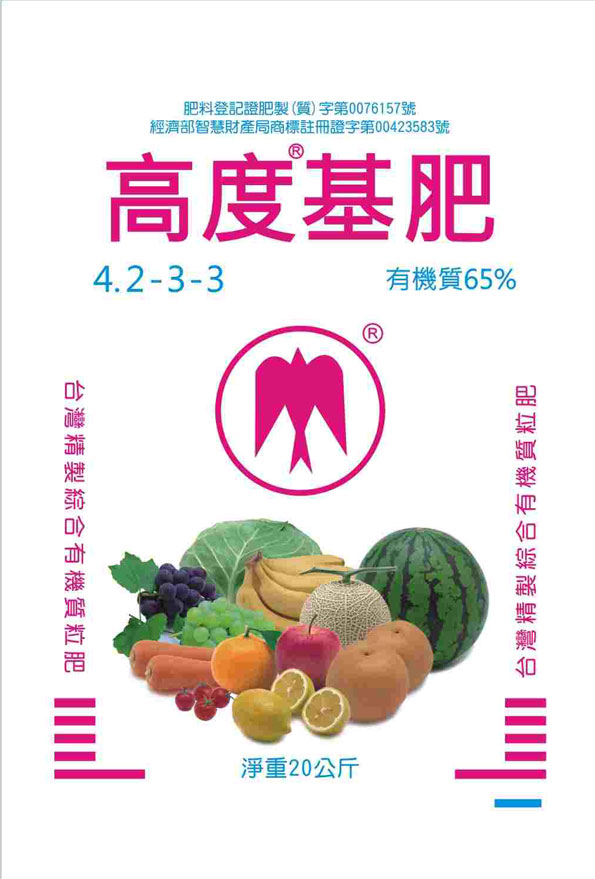 肥料登記證肥製(質)字第0076157號
經濟部智慧財產局商標註冊證字第00423583號
高度®基肥
4.2-3-3
有機質65%
®
台灣精製綜合有機質粒肥
台灣精製綜合有機質粒肥
淨重20公斤